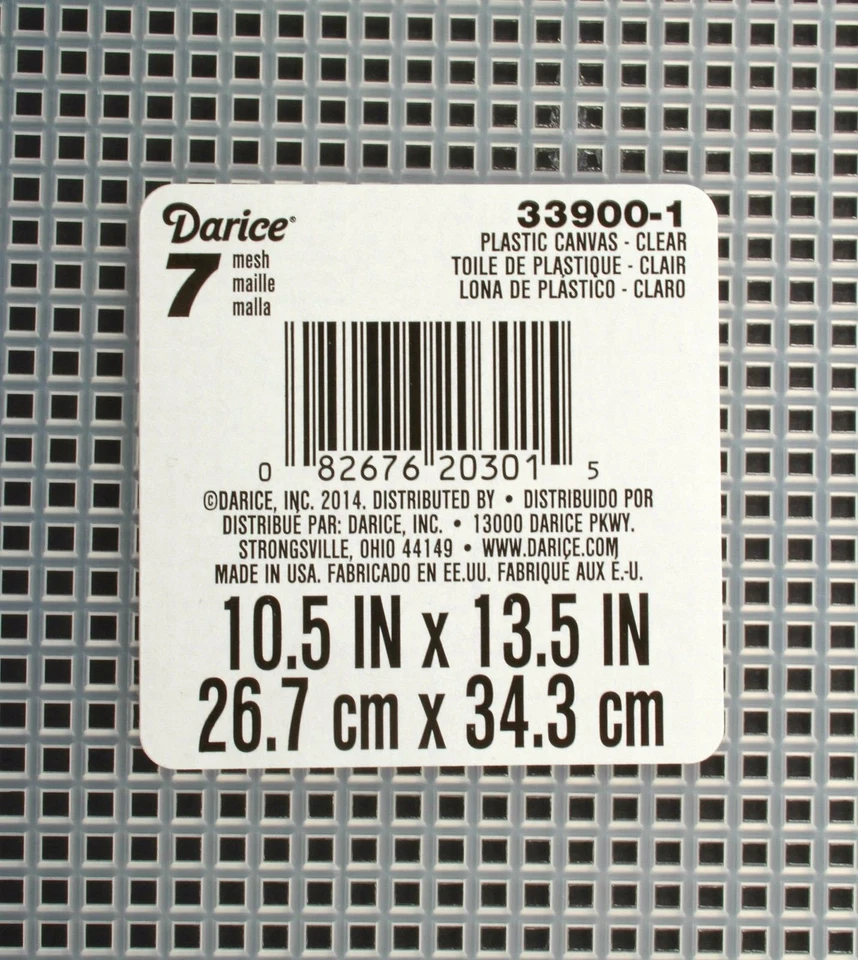 Darice®
33900-1
PLASTIC CANVAS - CLEAR
TOILE DE PLASTIQUE - CLAIR
LONA DE PLÁSTICO - CLARO
7
mesh
maille
malla
0 82676 20301 5
©DARICE, INC. 2014. DISTRIBUTED BY • DISTRIBUIDO POR
DISTRIBUÉ PAR: DARICE, INC. • 13000 DARICE PKWY.
STRONGSVILLE, OHIO 44149 • WWW.DARICE.COM
MADE IN USA. FABRICADO EN EE.UU. FABRIQUÉ AUX É.-U.
10.5 IN x 13.5 IN
26.7 cm x 34.3 cm